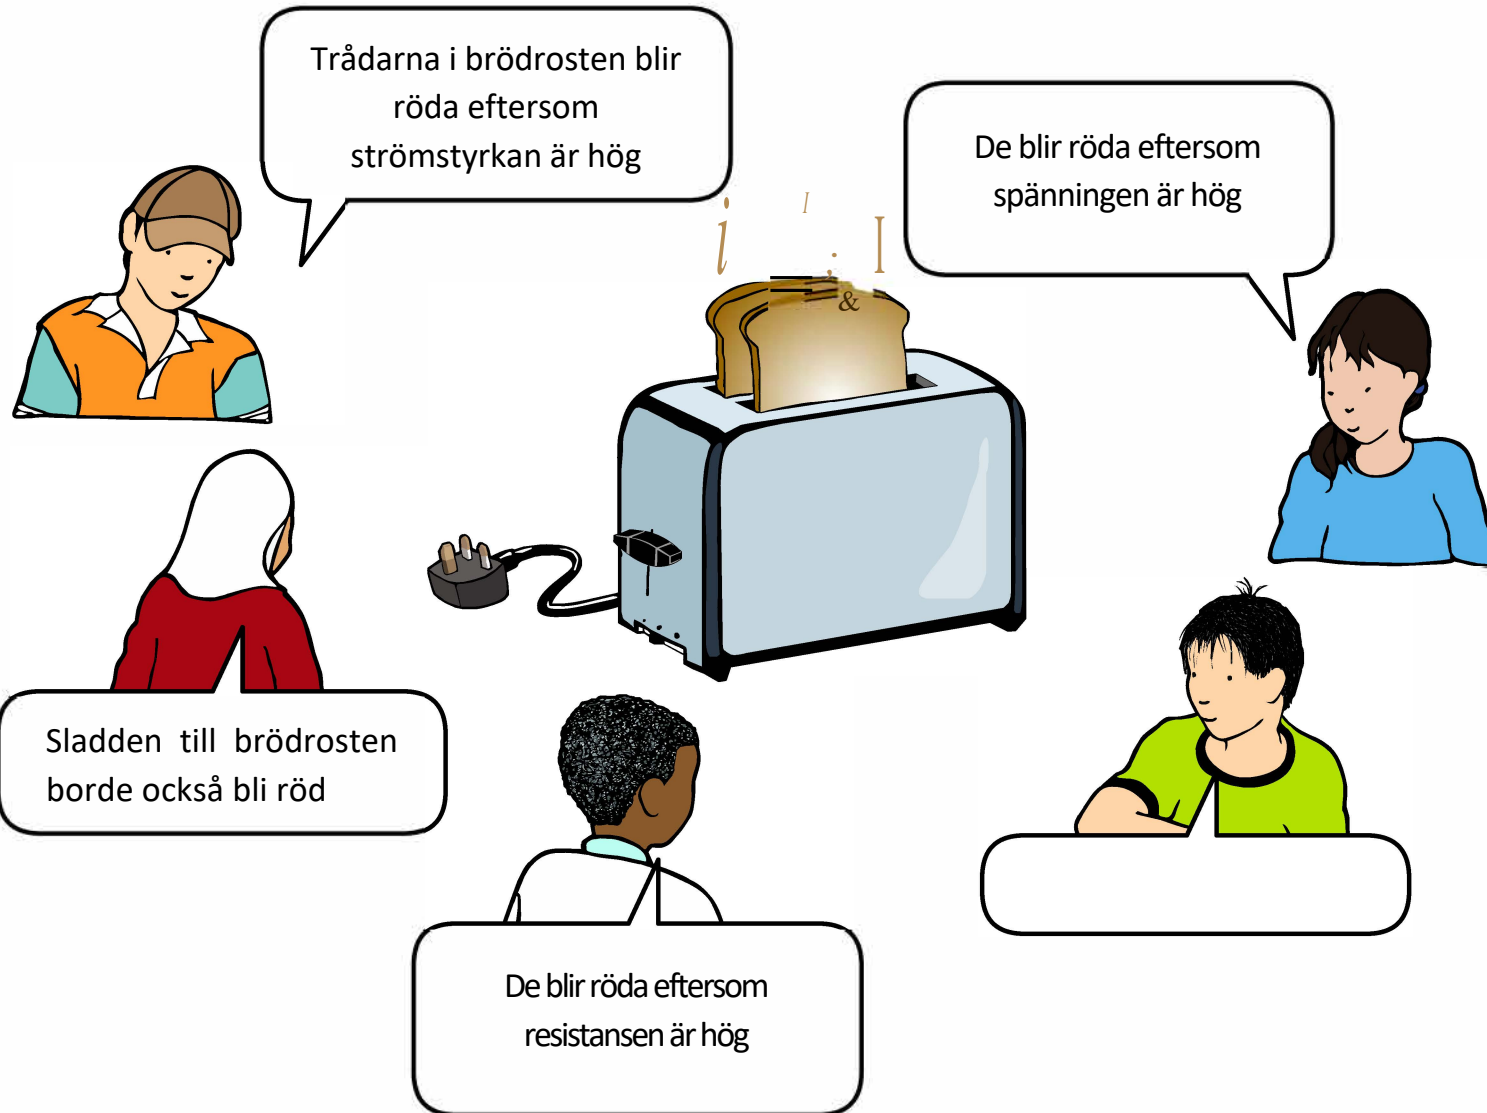 Trådarna i brödrosten blir
röda eftersom
strömstyrkan är hög
De blir röda eftersom
spänningen är hög
i
I
;
I
&
Sladden till brödrosten
borde också bli röd
De blir röda eftersom
resistansen är hög